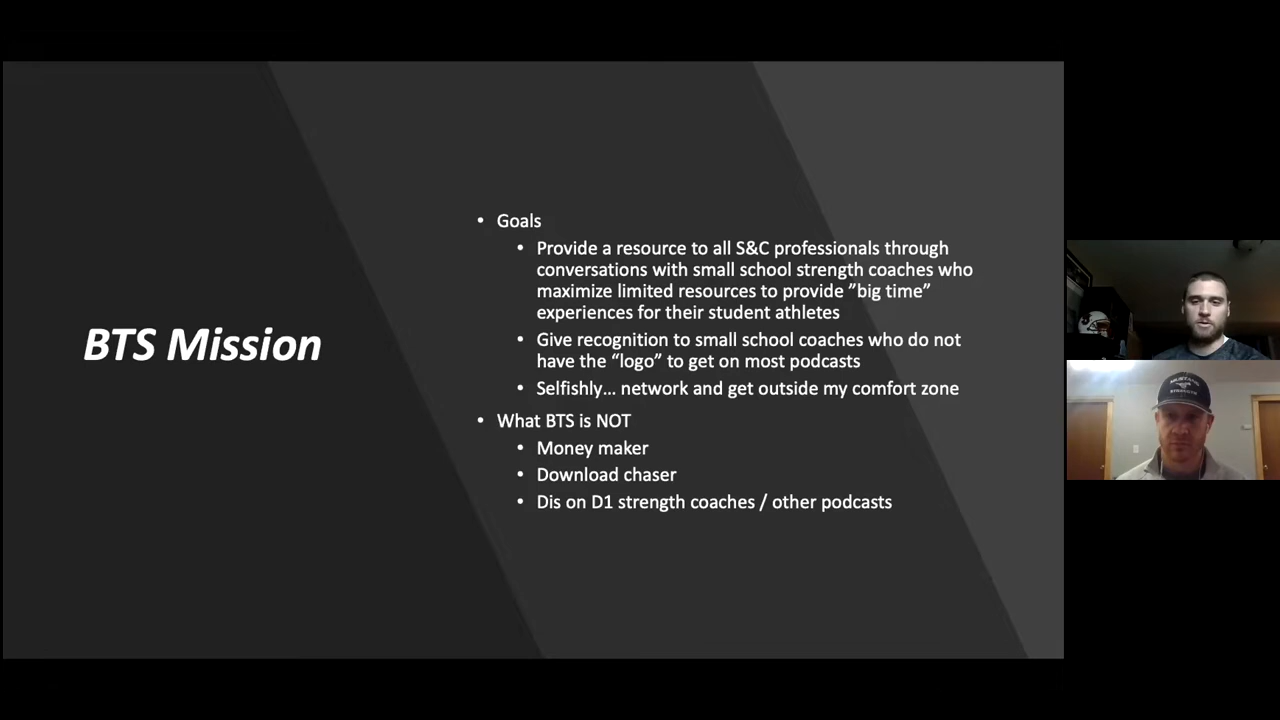 BTS Mission
• Goals
• Provide a resource to all S&C professionals through
conversations with small school strength coaches who
maximize limited resources to provide ”big time”
experiences for their student athletes
• Give recognition to small school coaches who do not
have the “logo” to get on most podcasts
• Selfishly… network and get outside my comfort zone
• What BTS is NOT
• Money maker
• Download chaser
• Dis on D1 strength coaches / other podcasts
MUSTANG
STRENGTH